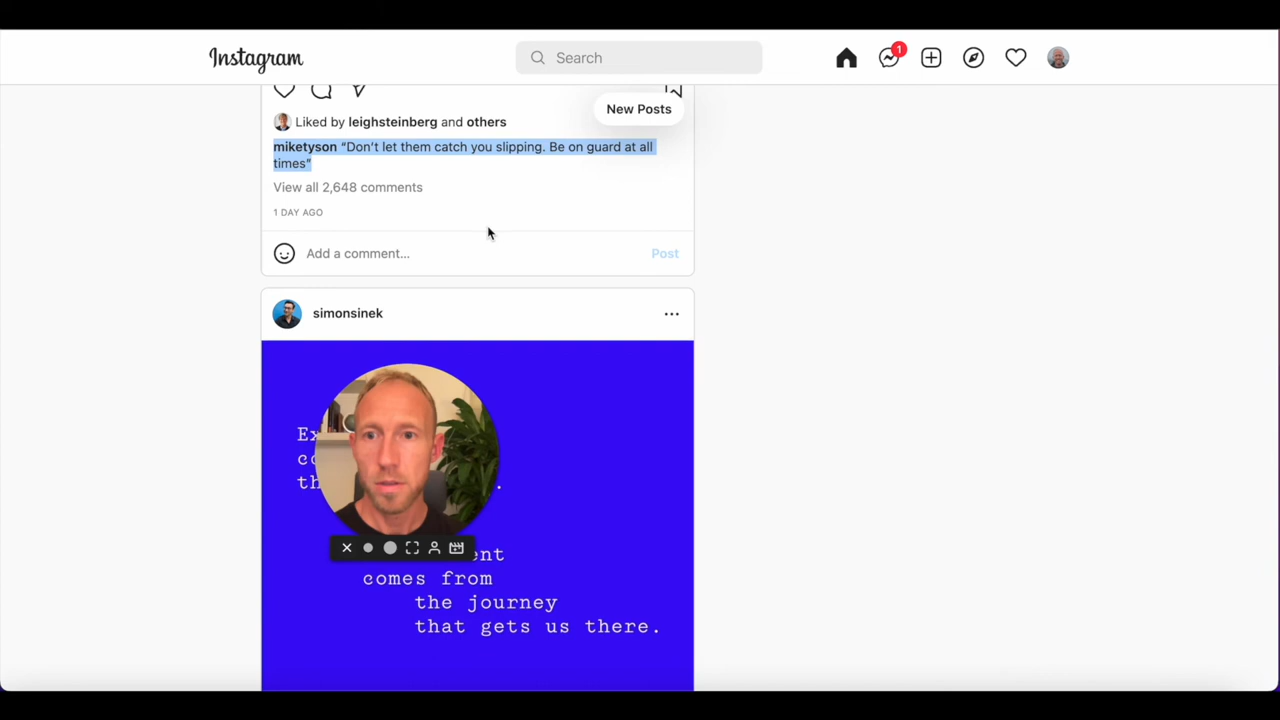 Instagram
Search
1
New Posts
Liked by leighsteinberg and others
miketyson “Don't let them catch you slipping. Be on guard at all
times”
View all 2,648 comments
1 DAY AGO
Add a comment...
Post
simonsinek
comes from
the journey
that gets us there.